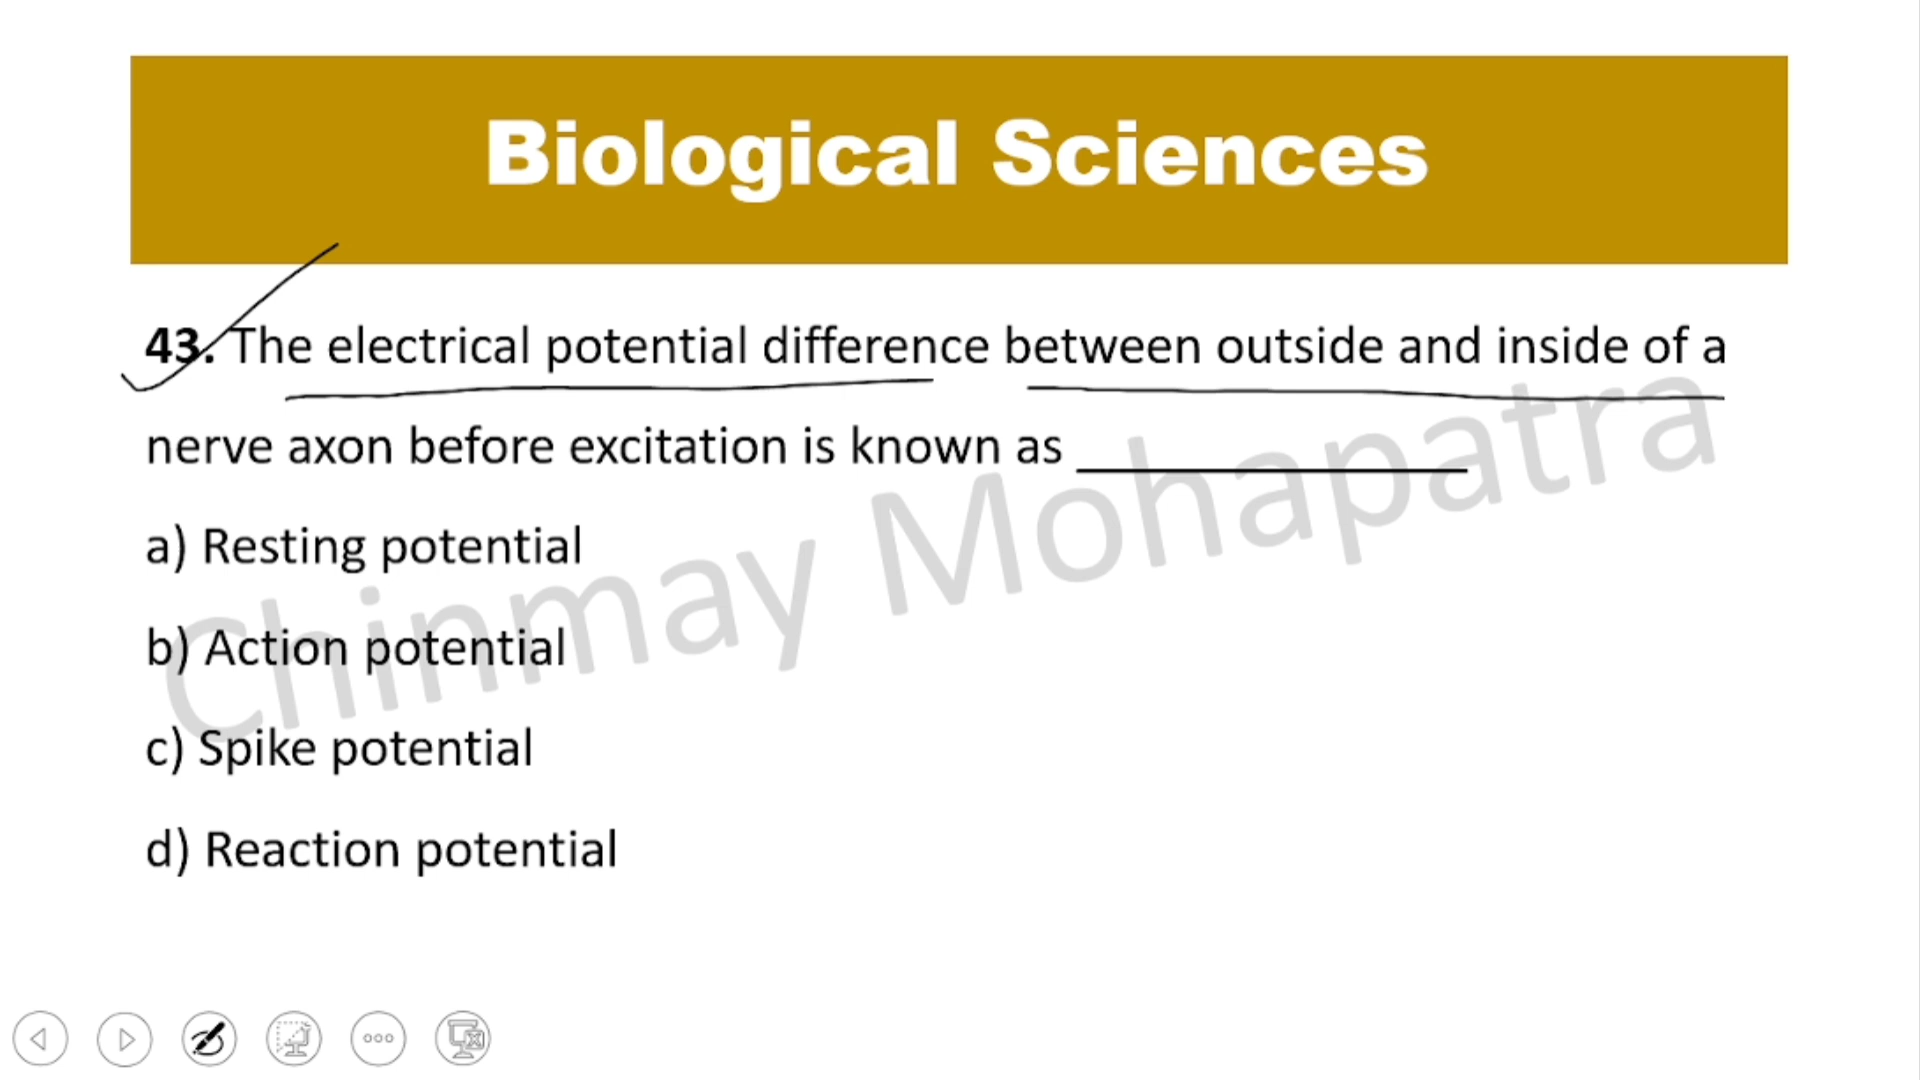 Biological Sciences
43. The electrical potential difference between outside and inside of a
nerve axon before excitation is known as _______________
a) Resting potential
b) Action potential
c) Spike potential
d) Reaction potential
Chinmay Mohapatra